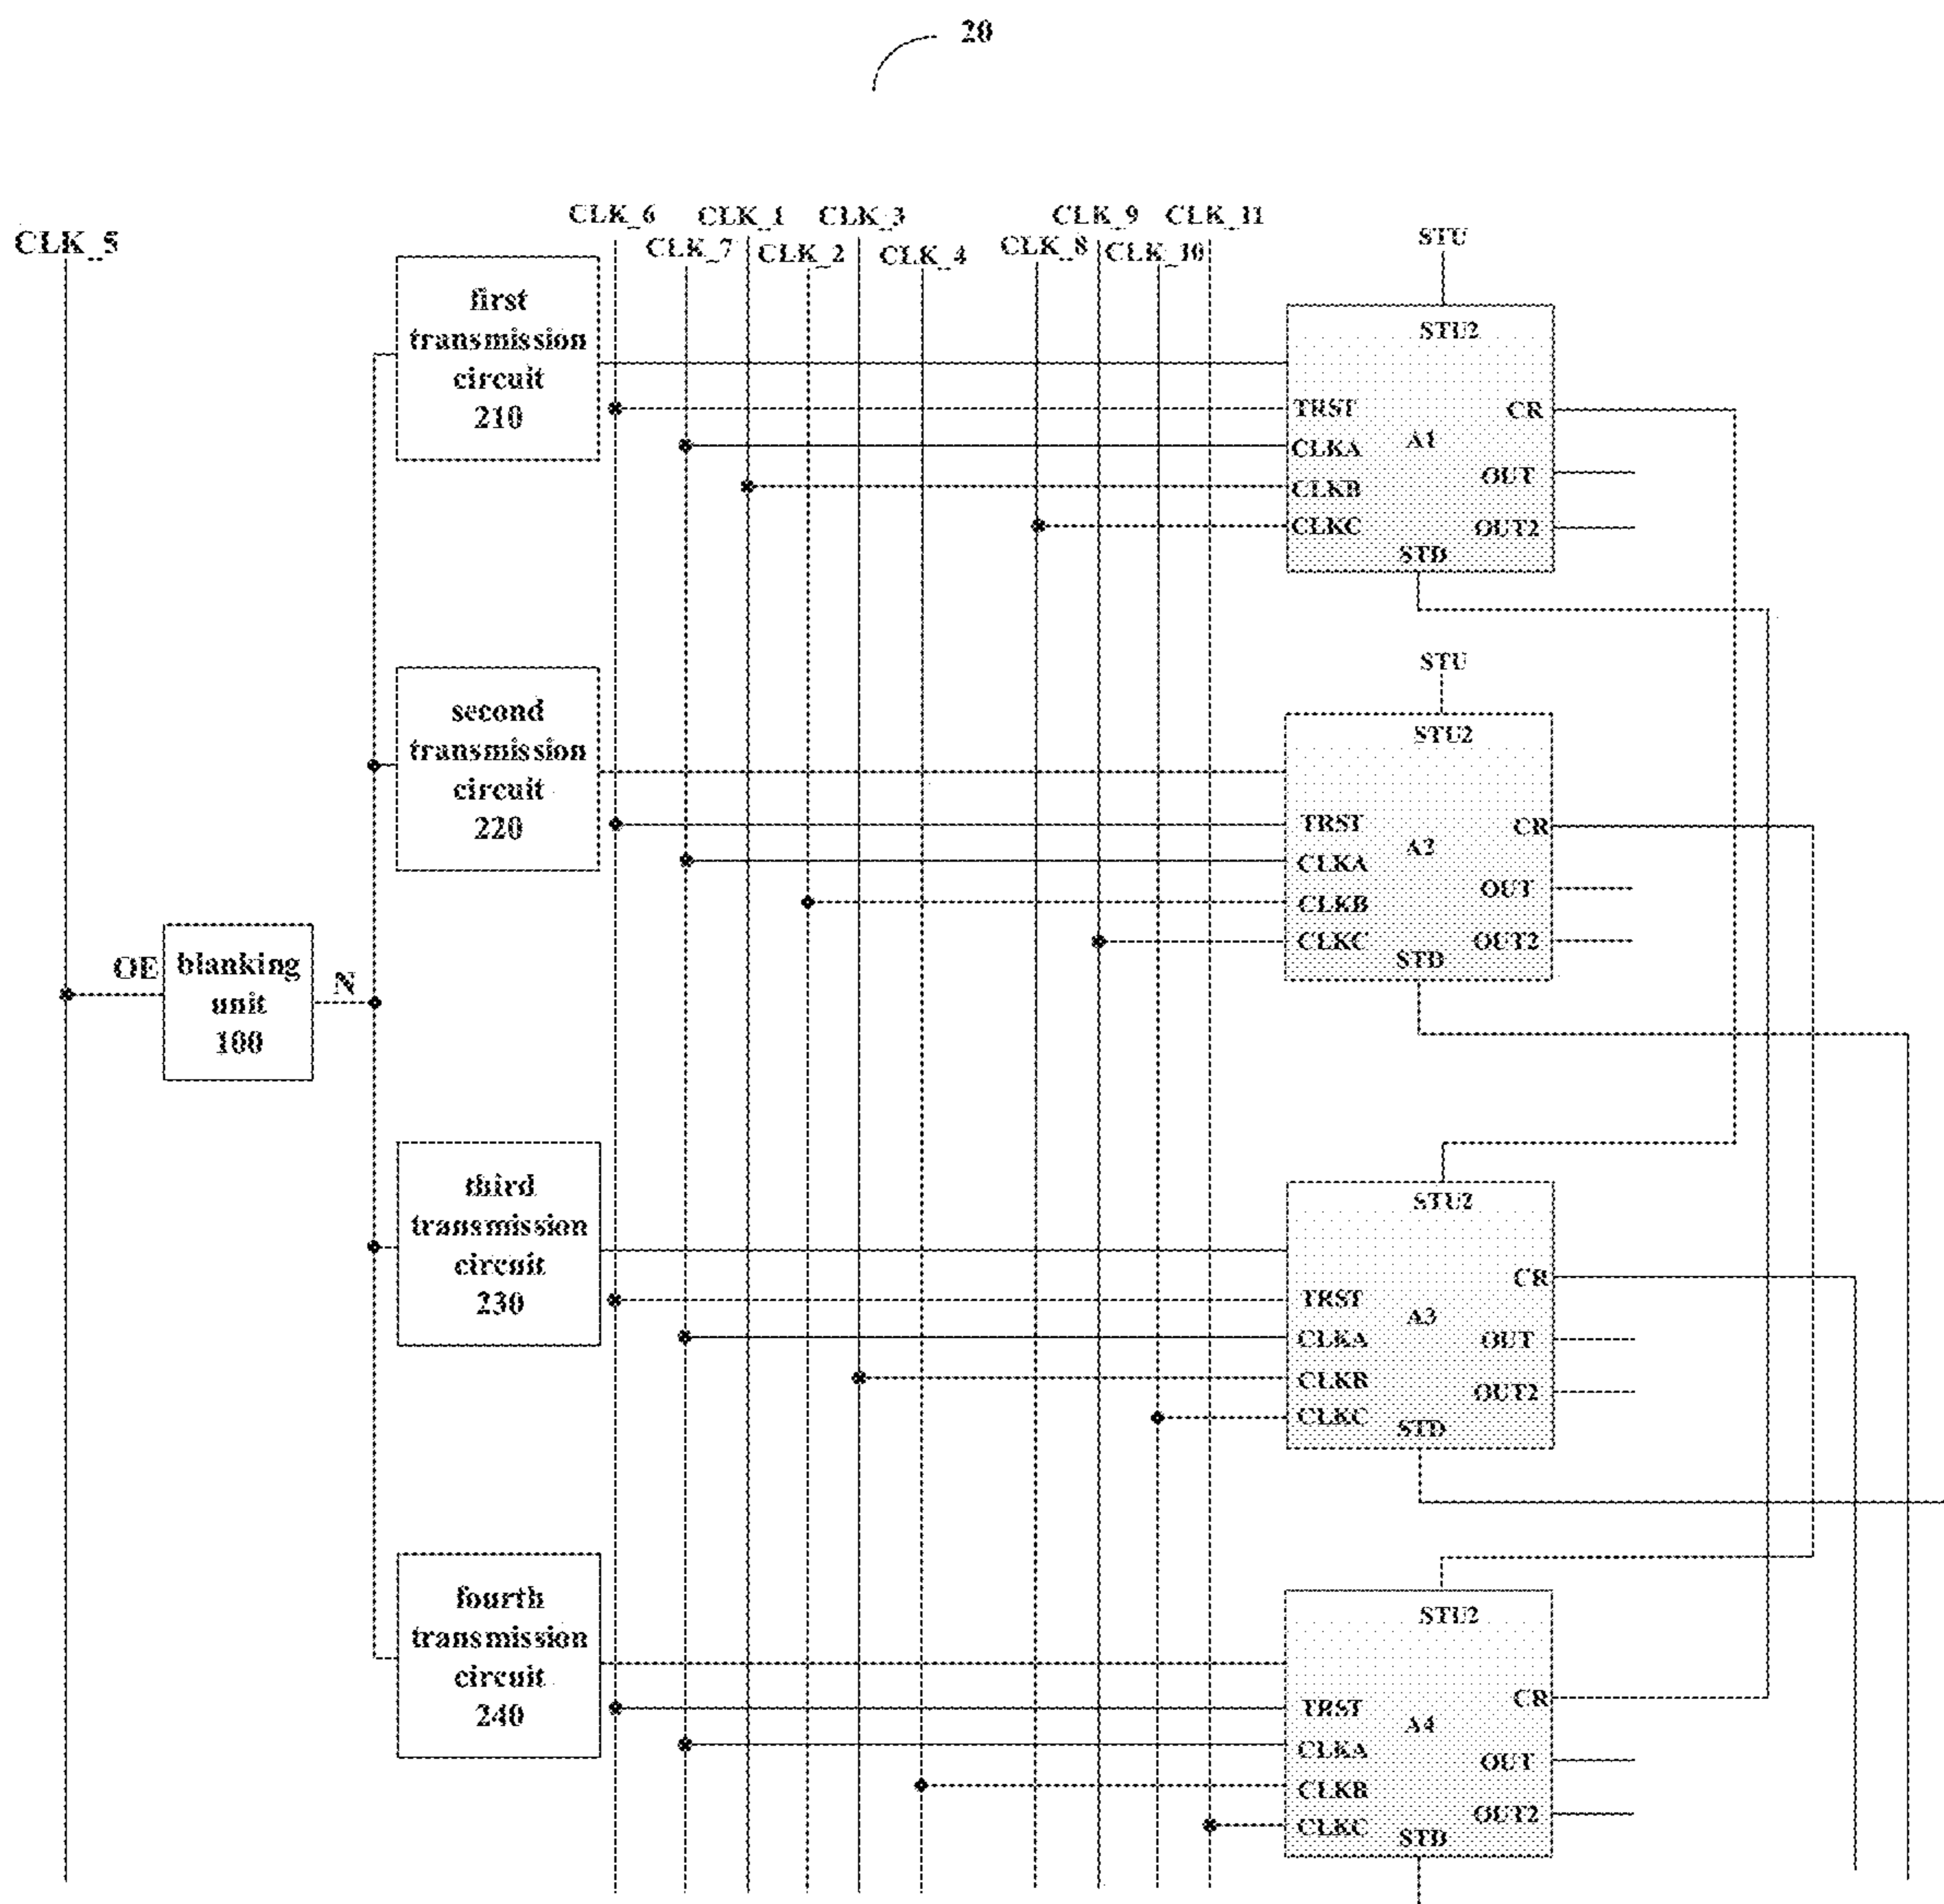 20
CLK_5
CLK_6
CLK_7
CLK_1
CLK_2
CLK_3
CLK_4
CLK_8
CLK_9
CLK_10
CLK_11
STU
first
transmission
circuit
210
STU2
TRST
CLKA
CLKB
CLKC
A1
CR
OUT
OUT2
STD
STU
second
transmission
circuit
220
STU2
TRST
CLKA
CLKB
CLKC
A2
CR
OUT
OUT2
STD
OE
blanking
unit
100
N
third
transmission
circuit
230
STU2
TRST
CLKA
CLKB
CLKC
A3
CR
OUT
OUT2
STD
fourth
transmission
circuit
240
STU2
TRST
CLKA
CLKB
CLKC
A4
CR
OUT
OUT2
STD